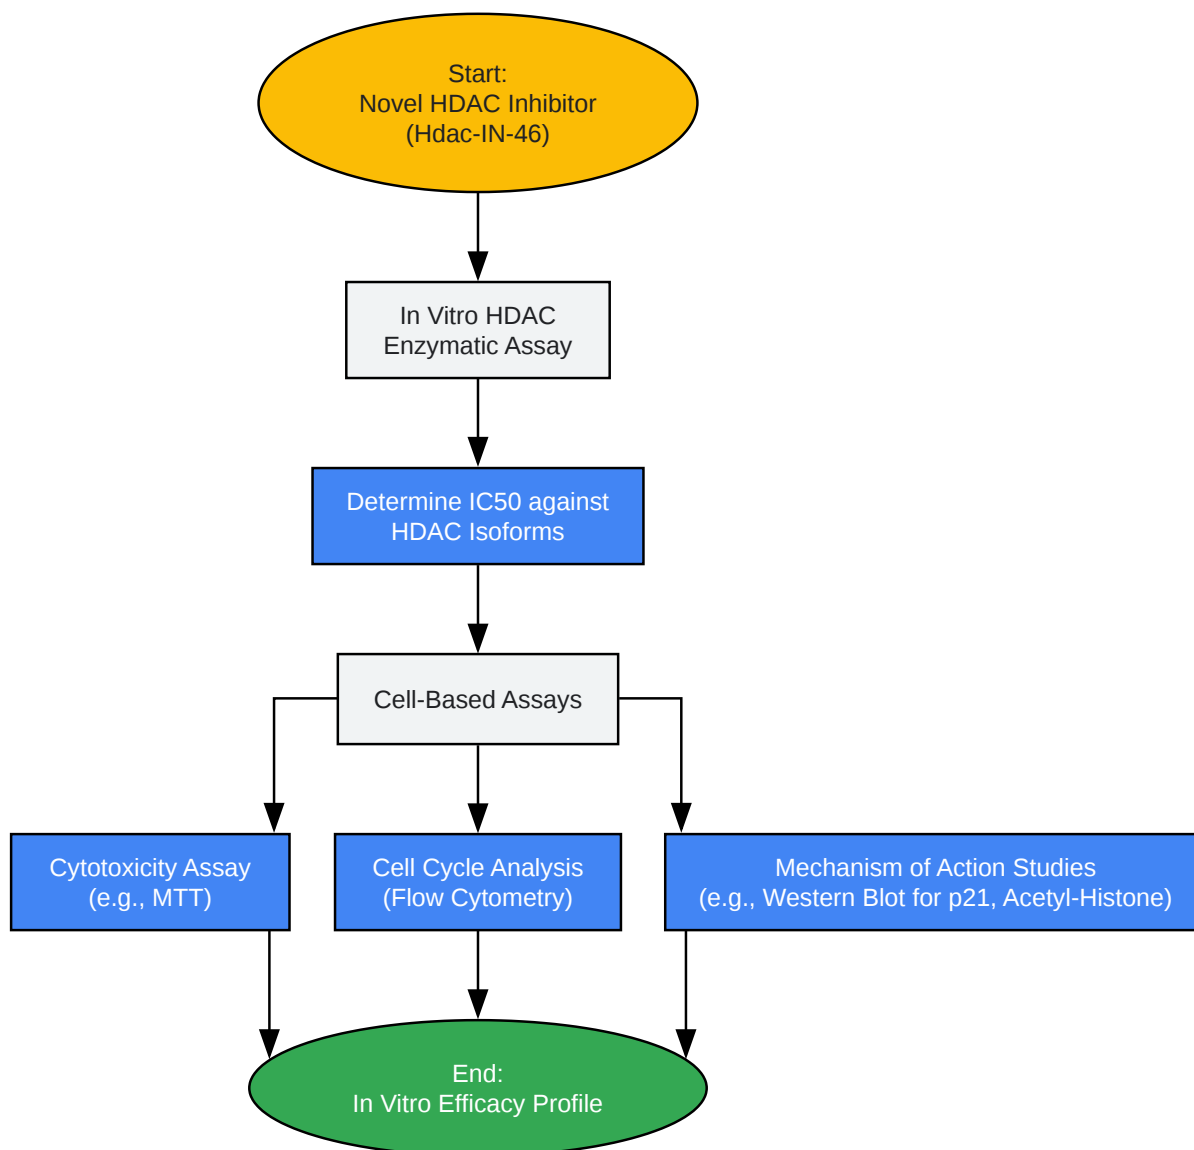 Start:
Novel HDAC Inhibitor
(Hdac-IN-46)
In Vitro HDAC
Enzymatic Assay
Determine IC50 against
HDAC Isoforms
Cell-Based Assays
Cytotoxicity Assay
(e.g., MTT)
Cell Cycle Analysis
(Flow Cytometry)
Mechanism of Action Studies
(e.g., Western Blot for p21, Acetyl-Histone)
End:
In Vitro Efficacy Profile